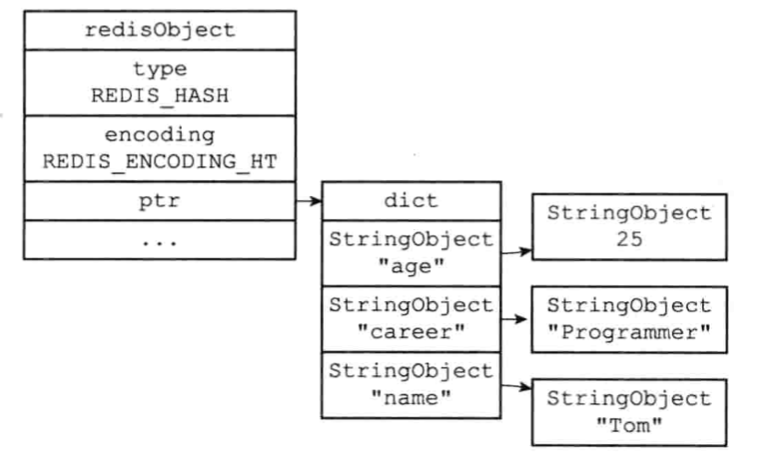 redisObject
type
REDIS_HASH
encoding
REDIS_ENCODING_HT
ptr
...
dict
StringObject
"age"
StringObject
"career"
StringObject
"name"
StringObject
25
StringObject
"Programmer"
StringObject
"Tom"